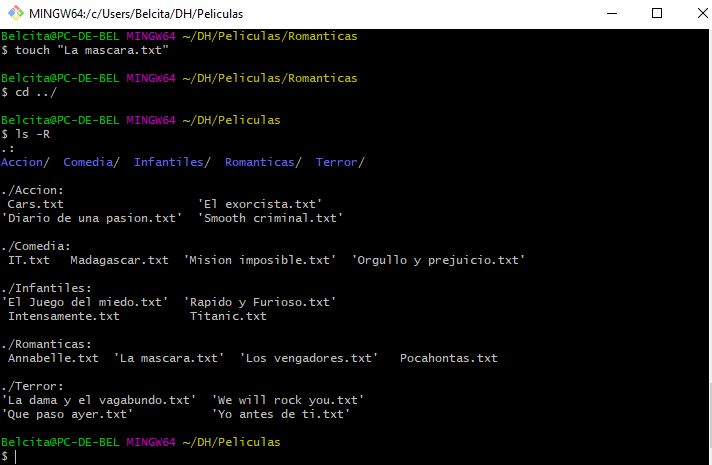 MINGW64:/c/Users/Belcita/DH/Peliculas
Belcita@PC-DE-BEL MINGW64 ~/DH/Peliculas/Romanticas
$ touch "La mascara.txt"
Belcita@PC-DE-BEL MINGW64 ~/DH/Peliculas/Romanticas
$ cd ../
Belcita@PC-DE-BEL MINGW64 ~/DH/Peliculas
$ ls -R
.:
Accion/  Comedia/  Infantiles/  Romanticas/  Terror/
./Accion:
 Cars.txt                   'El exorcista.txt'
'Diario de una pasion.txt'  'Smooth criminal.txt'
./Comedia:
 IT.txt   Madagascar.txt  'Mision imposible.txt'  'Orgullo y prejuicio.txt'
./Infantiles:
'El Juego del miedo.txt'  'Rapido y Furioso.txt'
 Intensamente.txt          Titanic.txt
./Romanticas:
 Annabelle.txt  'La mascara.txt'  'Los vengadores.txt'   Pocahontas.txt
./Terror:
'La dama y el vagabundo.txt'  'We will rock you.txt'
'Que paso ayer.txt'           'Yo antes de ti.txt'
Belcita@PC-DE-BEL MINGW64 ~/DH/Peliculas
$